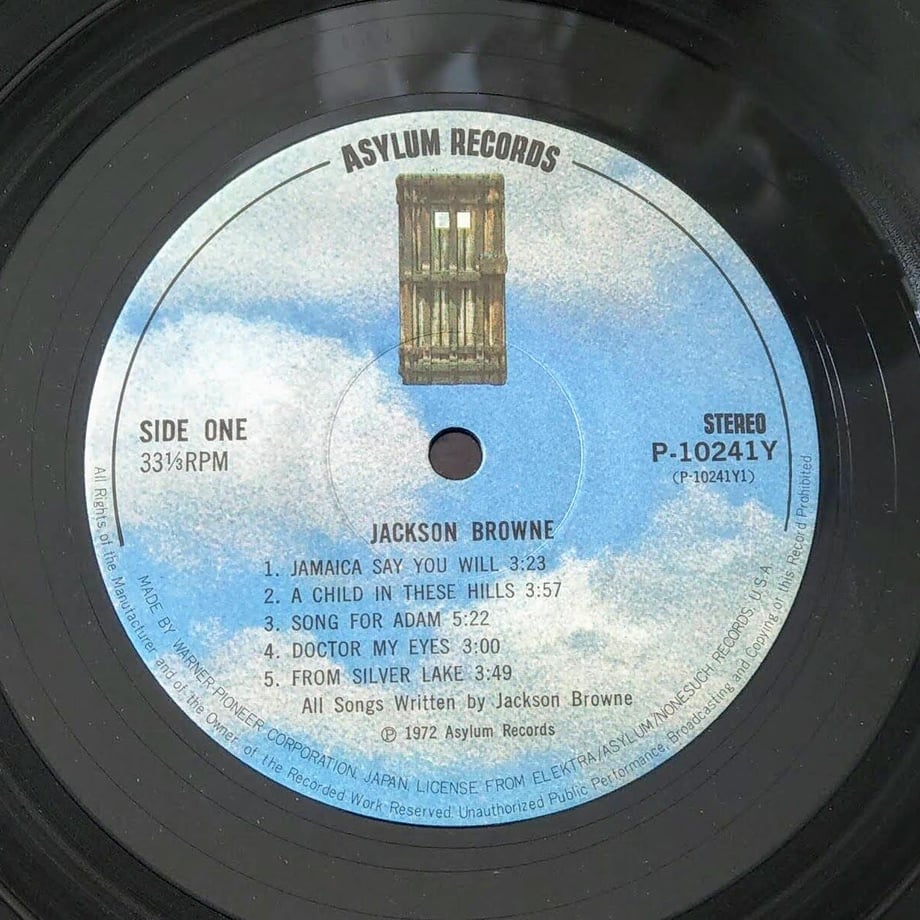 ASYLUM RECORDS
SIDE ONE
33⅓RPM
STEREO
P-10241Y
(P-10241Y1)
JACKSON BROWNE
1. JAMAICA SAY YOU WILL 3:23
2. A CHILD IN THESE HILLS 3:57
3. SONG FOR ADAM 5:22
4. DOCTOR MY EYES 3:00
5. FROM SILVER LAKE 3:49
All Songs Written by Jackson Browne
℗ 1972 Asylum Records
MADE BY WARNER-PIONEER CORPORATION, JAPAN, LICENSE FROM ELEKTRA/ASYLUM/NONESUCH RECORDS, U.S.A.
All Rights of the Manufacturer and of the Owner of the Recorded Work Reserved. Unauthorized Public Performance, Broadcasting and Copying of this Record Prohibited.